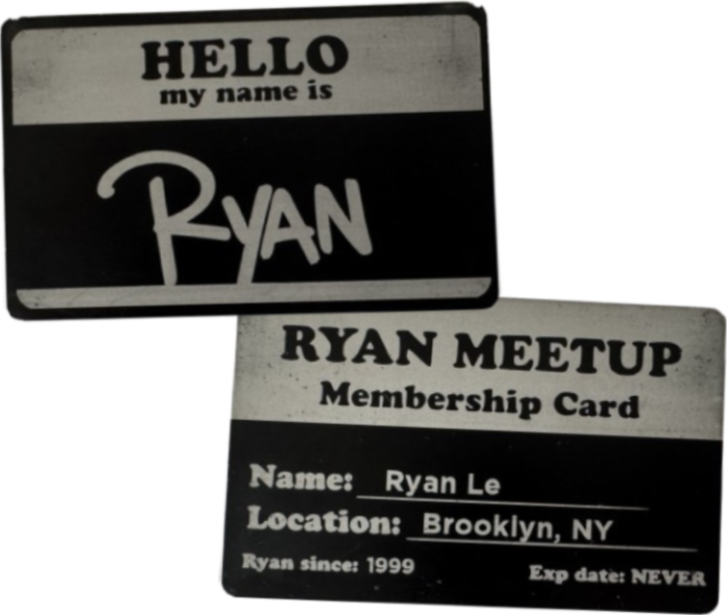 HELLO
my name is
RYAN
RYAN MEETUP
Membership Card
Name: Ryan Le
Location: Brooklyn, NY
Ryan since: 1999 Exp date: NEVER